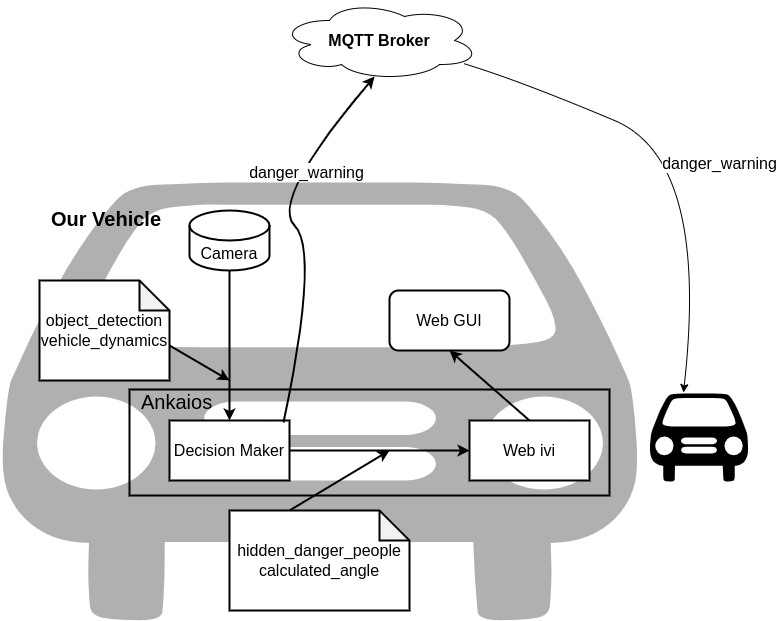 MQTT Broker
danger_warning
danger_warning
Our Vehicle
Camera
object_detection
vehicle_dynamics
Web GUI
Ankaios
Decision Maker
Web ivi
hidden_danger_people
calculated_angle